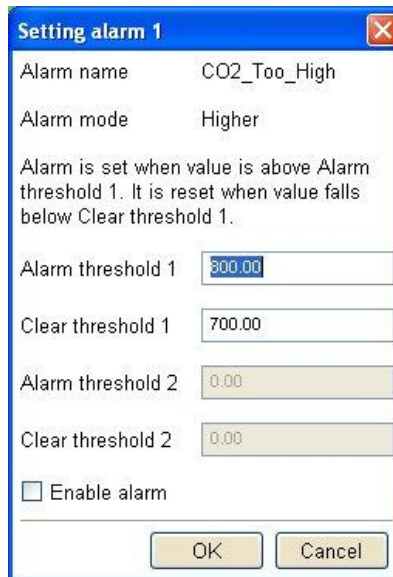 Setting alarm 1
Alarm name CO2_Too_High
Alarm mode Higher
Alarm is set when value is above Alarm
threshold 1. It is reset when value falls
below Clear threshold 1.
Alarm threshold 1 800.00
Clear threshold 1 700.00
Alarm threshold 2 0.00
Clear threshold 2 0.00
Enable alarm
OK Cancel